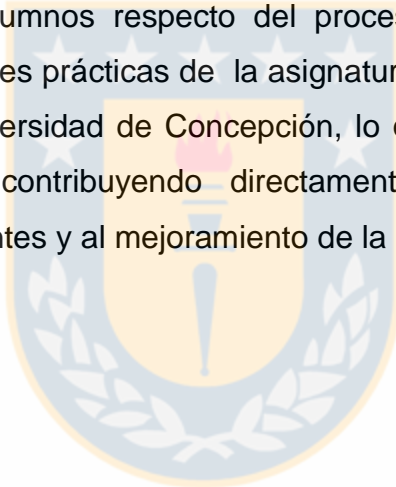 umnos respecto del proces
es prácticas de la asignatur
ersidad de Concepción, lo
contribuyendo directament
ntes y al mejoramiento de la